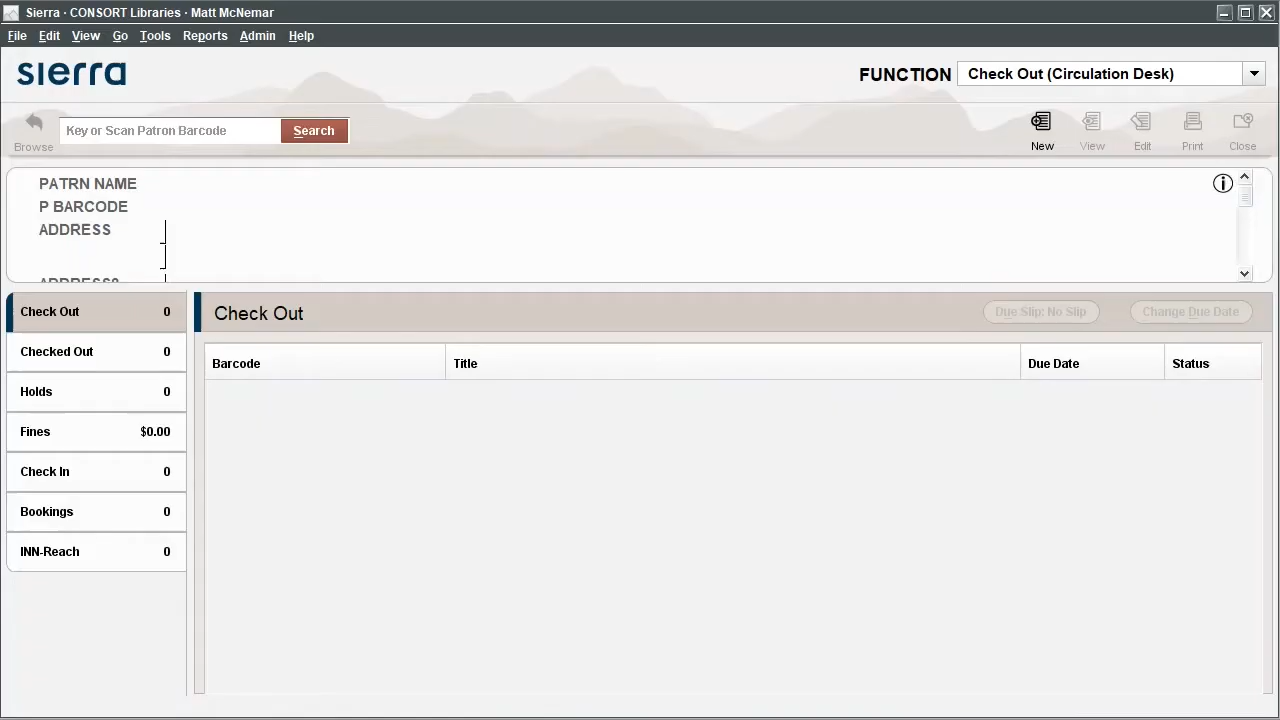 Sierra · CONSORT Libraries · Matt McNemar
File Edit View Go Tools Reports Admin Help
sierra
FUNCTION Check Out (Circulation Desk)
Browse Key or Scan Patron Barcode Search New View Edit Print Close
PATRN NAME
P BARCODE
ADDRESS
Check Out 0
Checked Out 0
Holds 0
Fines $0.00
Check In 0
Bookings 0
INN-Reach 0
Check Out Due Slip: No Slip Change Due Date
Barcode Title Due Date Status